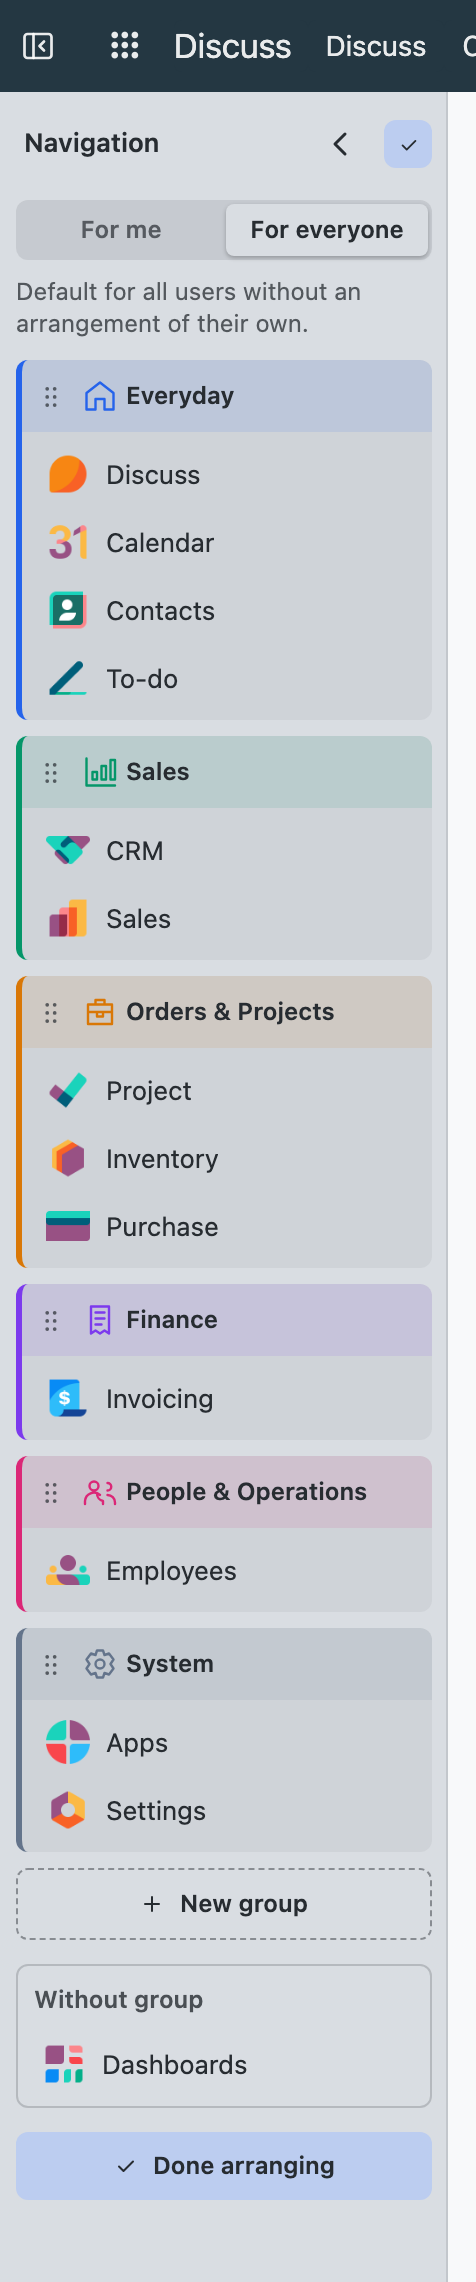 Discuss
Discuss
Navigation
For me
For everyone
Default for all users without an
arrangement of their own.
Everyday
Discuss
31 Calendar
Contacts
To-do
Sales
CRM
Sales
Orders & Projects
Project
Inventory
Purchase
Finance
$ Invoicing
People & Operations
Employees
System
Apps
Settings
+ New group
Without group
Dashboards
Done arranging